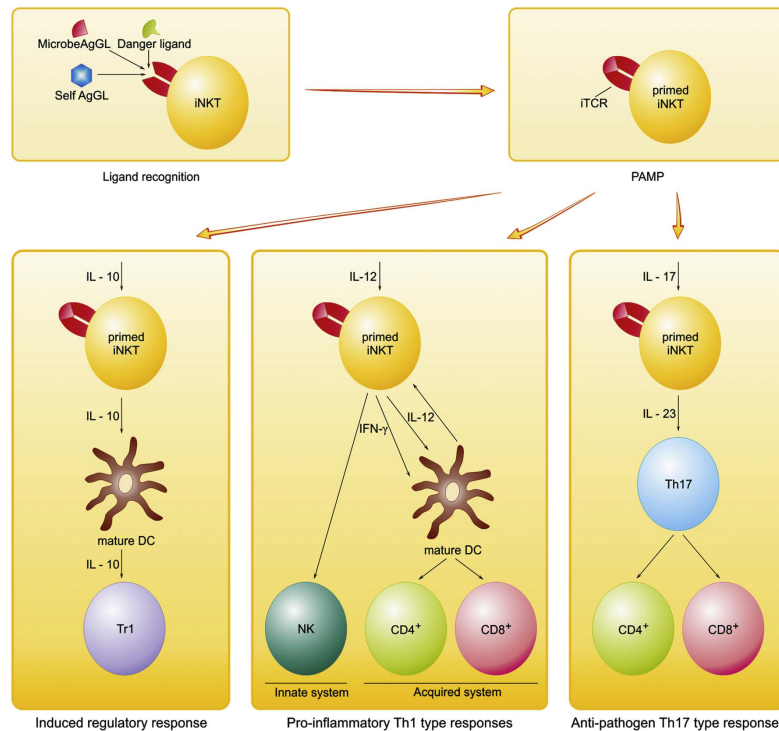 MicrobeAgGL Danger ligand
Self AgGL
iNKT
Ligand recognition
iTCR
primed
iNKT
PAMP
IL - 10
primed
iNKT
IL - 10
mature DC
IL - 10
Tr1
Induced regulatory response
IL-12
primed
iNKT
IFN-γ
IL-12
mature DC
NK
CD4+
CD8+
Innate system
Acquired system
Pro-inflammatory Th1 type responses
IL - 17
primed
iNKT
IL - 23
Th17
CD4+
CD8+
Anti-pathogen Th17 type response